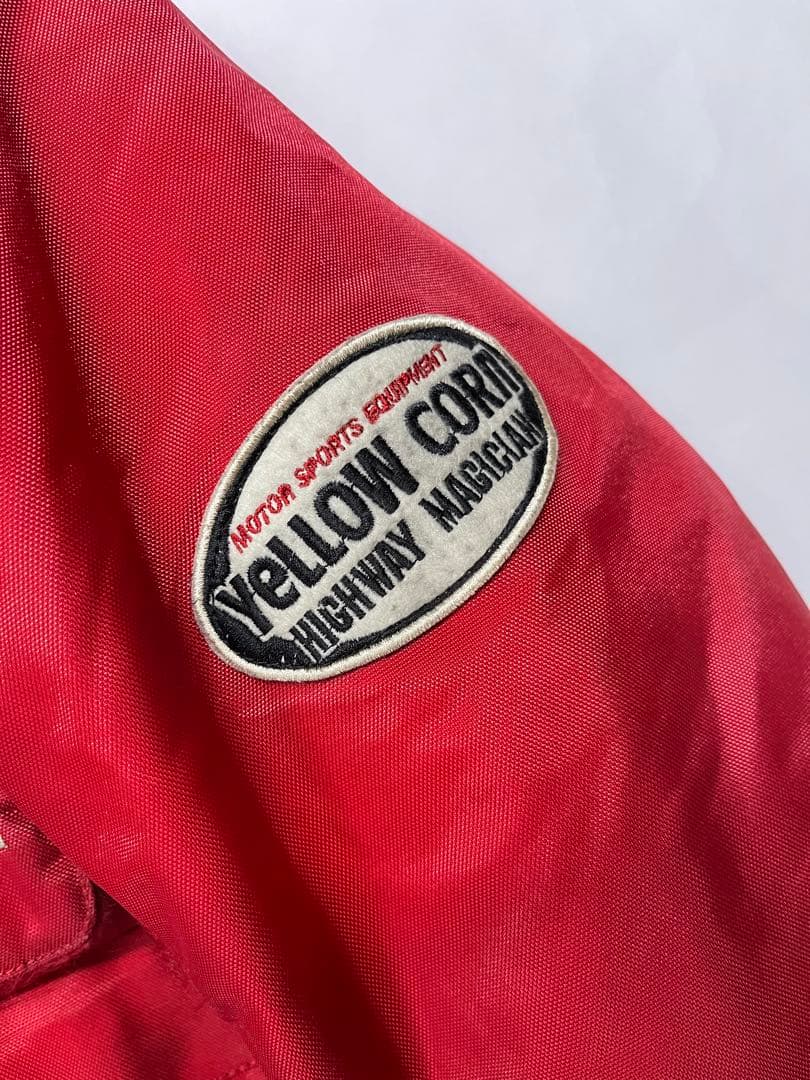 MOTOR SPORTS EQUIPMENT
YeLLOW CORn
HIGHWAY MAGICIAN